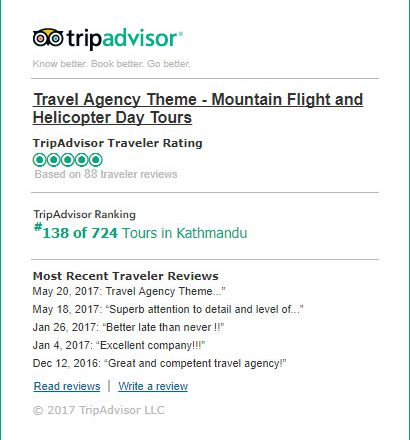 tripadvisor®
Know better. Book better. Go better.
Travel Agency Theme - Mountain Flight and
Helicopter Day Tours
TripAdvisor Traveler Rating
Based on 88 traveler reviews
TripAdvisor Ranking
#138 of 724 Tours in Kathmandu
Most Recent Traveler Reviews
May 20, 2017: Travel Agency Theme...”
May 18, 2017: “Superb attention to detail and level of...”
Jan 26, 2017: “Better late than never !!”
Jan 4, 2017: “Excellent company!!!”
Dec 12, 2016: “Great and competent travel agency!”
Read reviews | Write a review
© 2017 TripAdvisor LLC